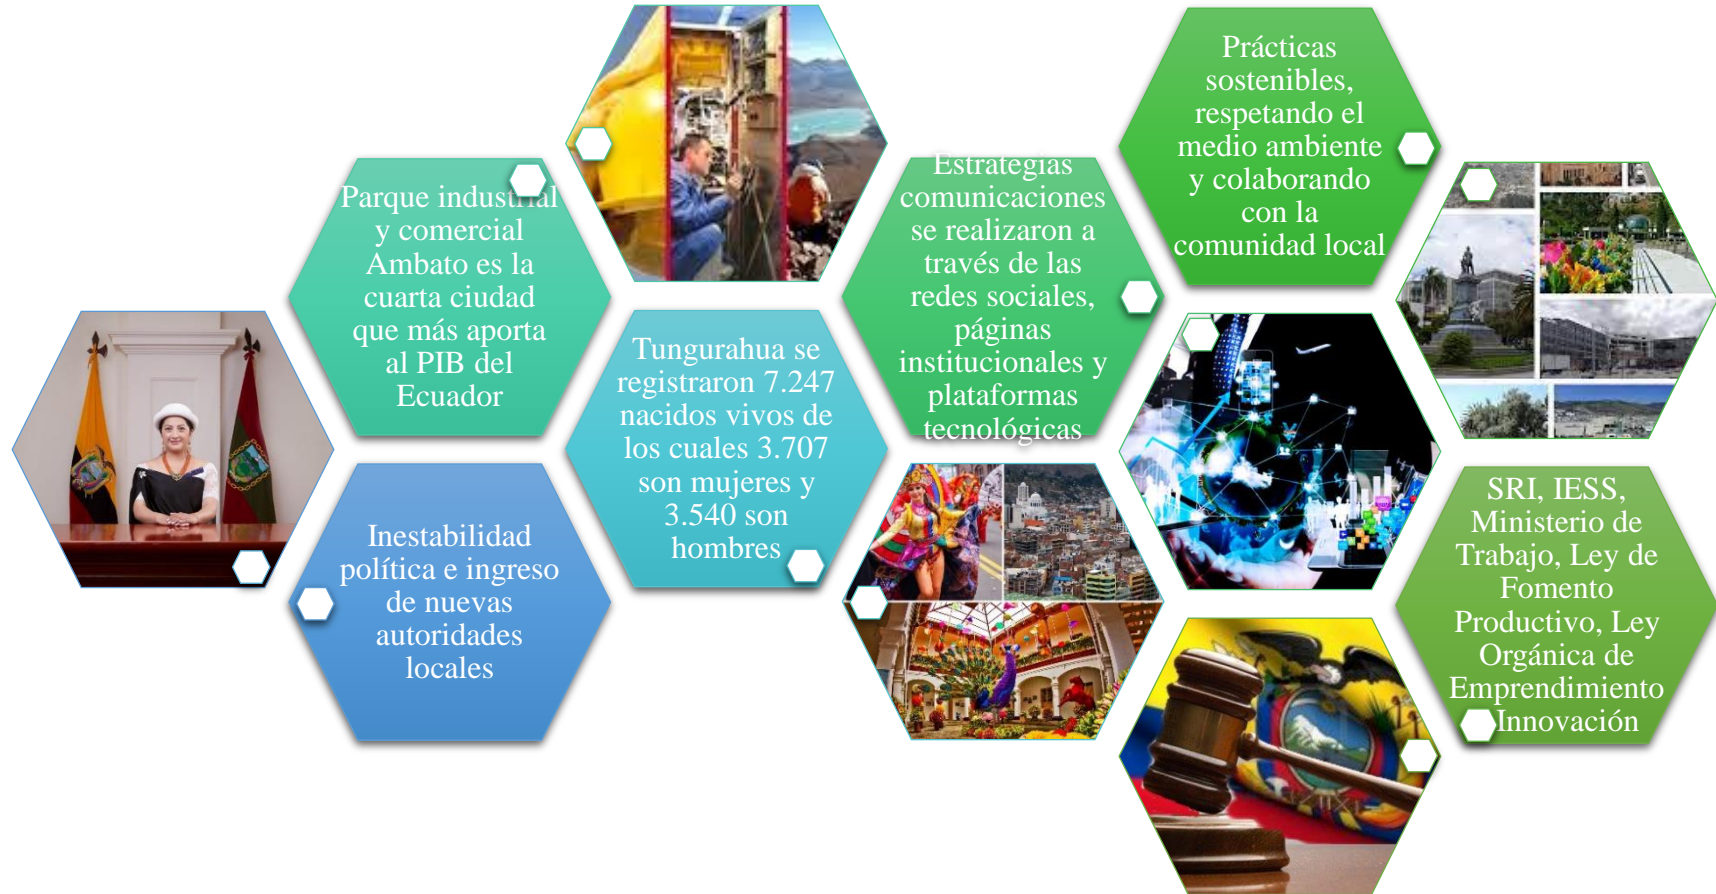 Parque industrial
y comercial
Ambato es la
cuarta ciudad
que más aporta
al PIB del
Ecuador
Inestabilidad
política e ingreso
de nuevas
autoridades
locales
Tungurahua se
registraron 7.247
nacidos vivos de
los cuales 3.707
son mujeres y
3.540 son
hombres
Estrategias
comunicaciones
se realizaron a
través de las
redes sociales,
páginas
institucionales y
plataformas
tecnológicas
Prácticas
sostenibles,
respetando el
medio ambiente
y colaborando
con la
comunidad local
SRI, IESS,
Ministerio de
Trabajo, Ley de
Fomento
Productivo, Ley
Orgánica de
Emprendimiento
Innovación